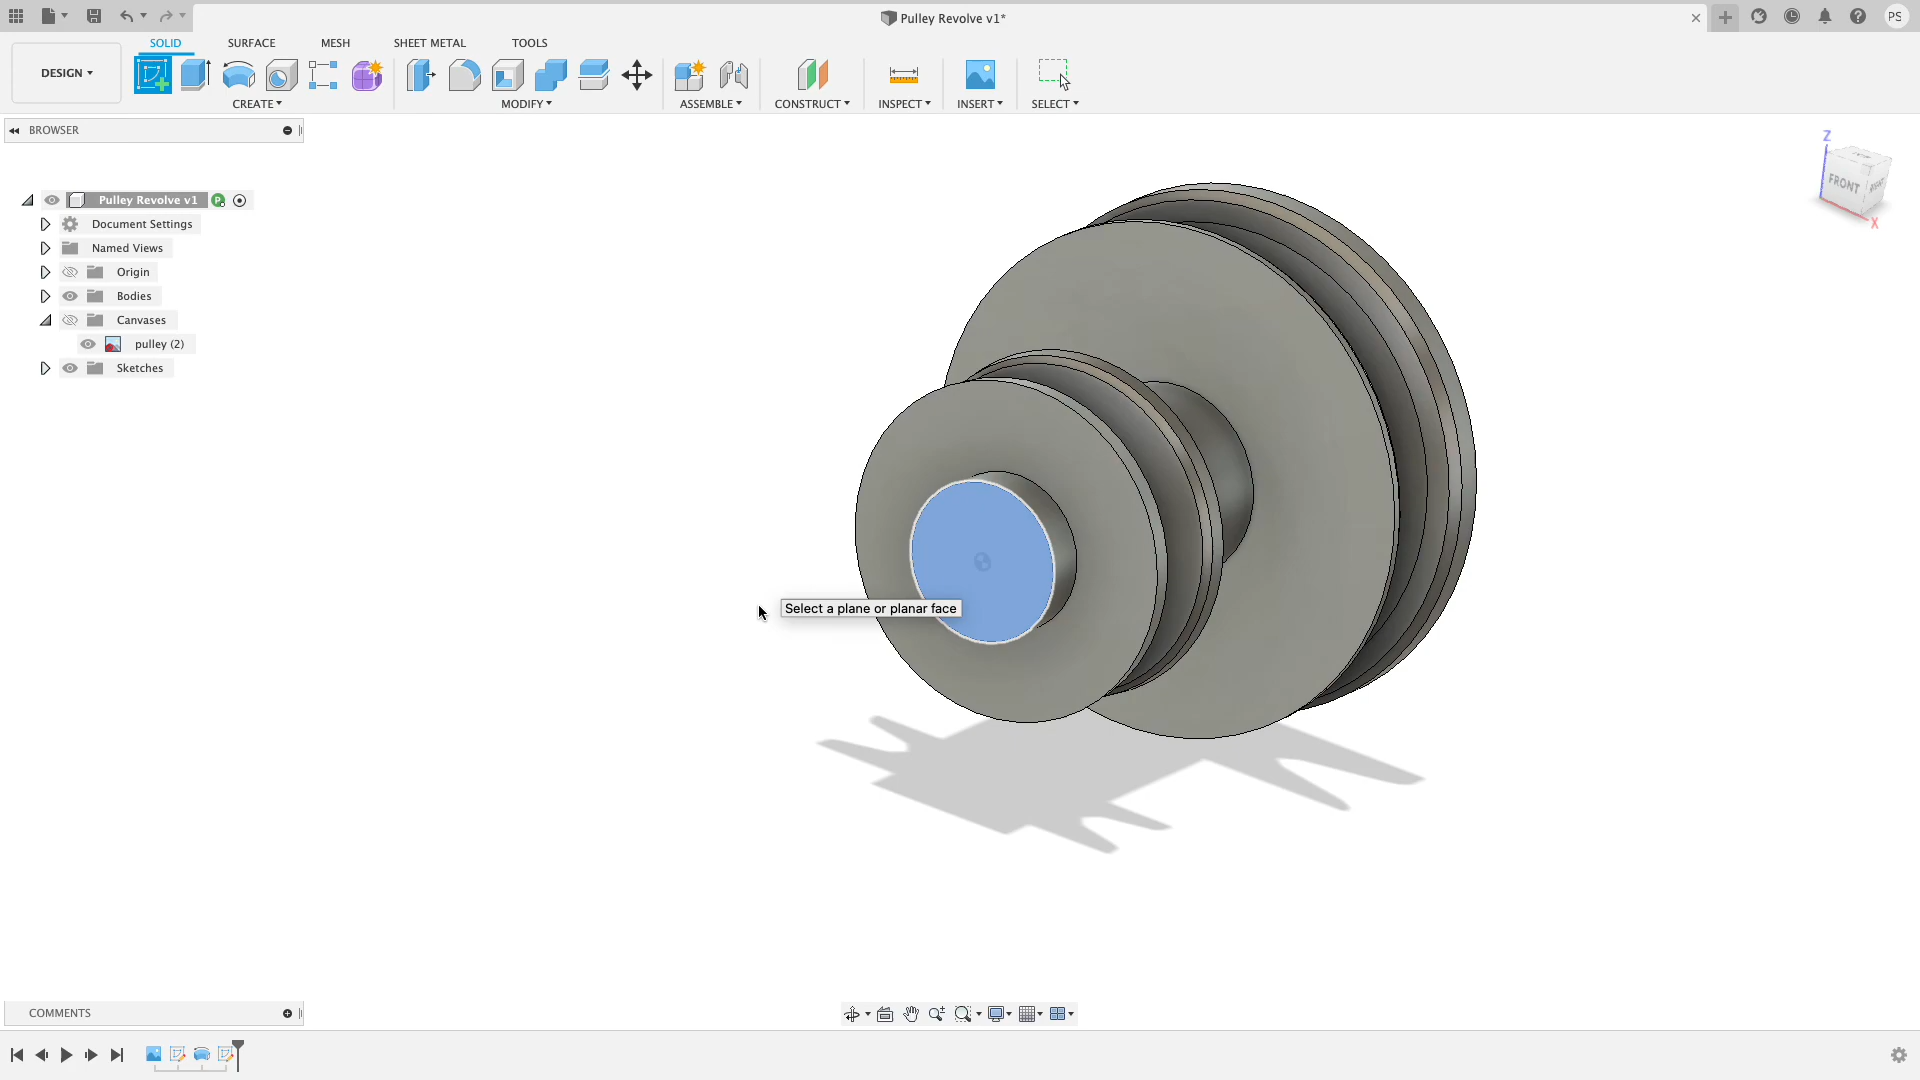 Pulley Revolve v1*
PS
DESIGN
SOLID
SURFACE
MESH
SHEET METAL
TOOLS
CREATE
MODIFY
ASSEMBLE
CONSTRUCT
INSPECT
INSERT
SELECT
BROWSER
Pulley Revolve v1
Document Settings
Named Views
Origin
Bodies
Canvases
pulley (2)
Sketches
Z
FRONT
RIGHT
X
Select a plane or planar face
COMMENTS